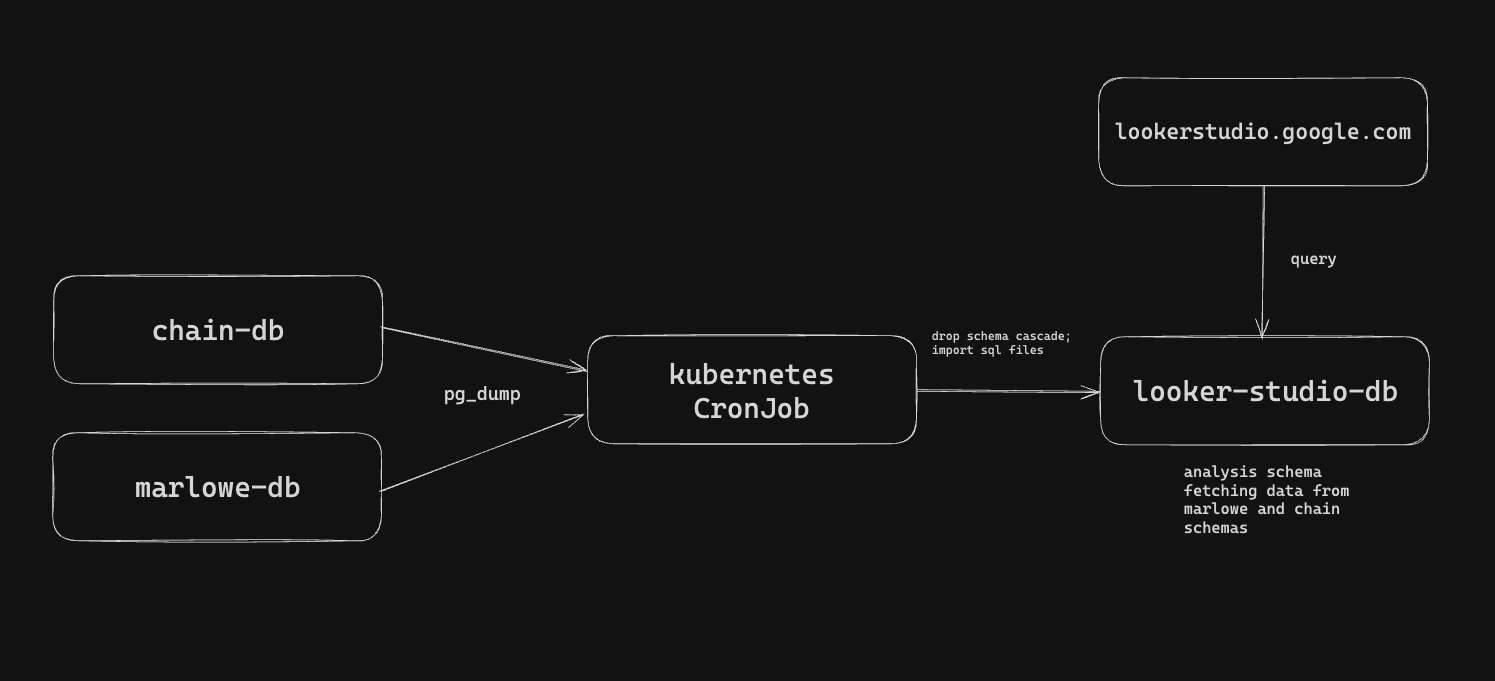 lookerstudio.google.com
query
chain-db
pg_dump
marlowe-db
kubernetes
CronJob
drop schema cascade;
import sql files
looker-studio-db
analysis schema
fetching data from
marlowe and chain
schemas